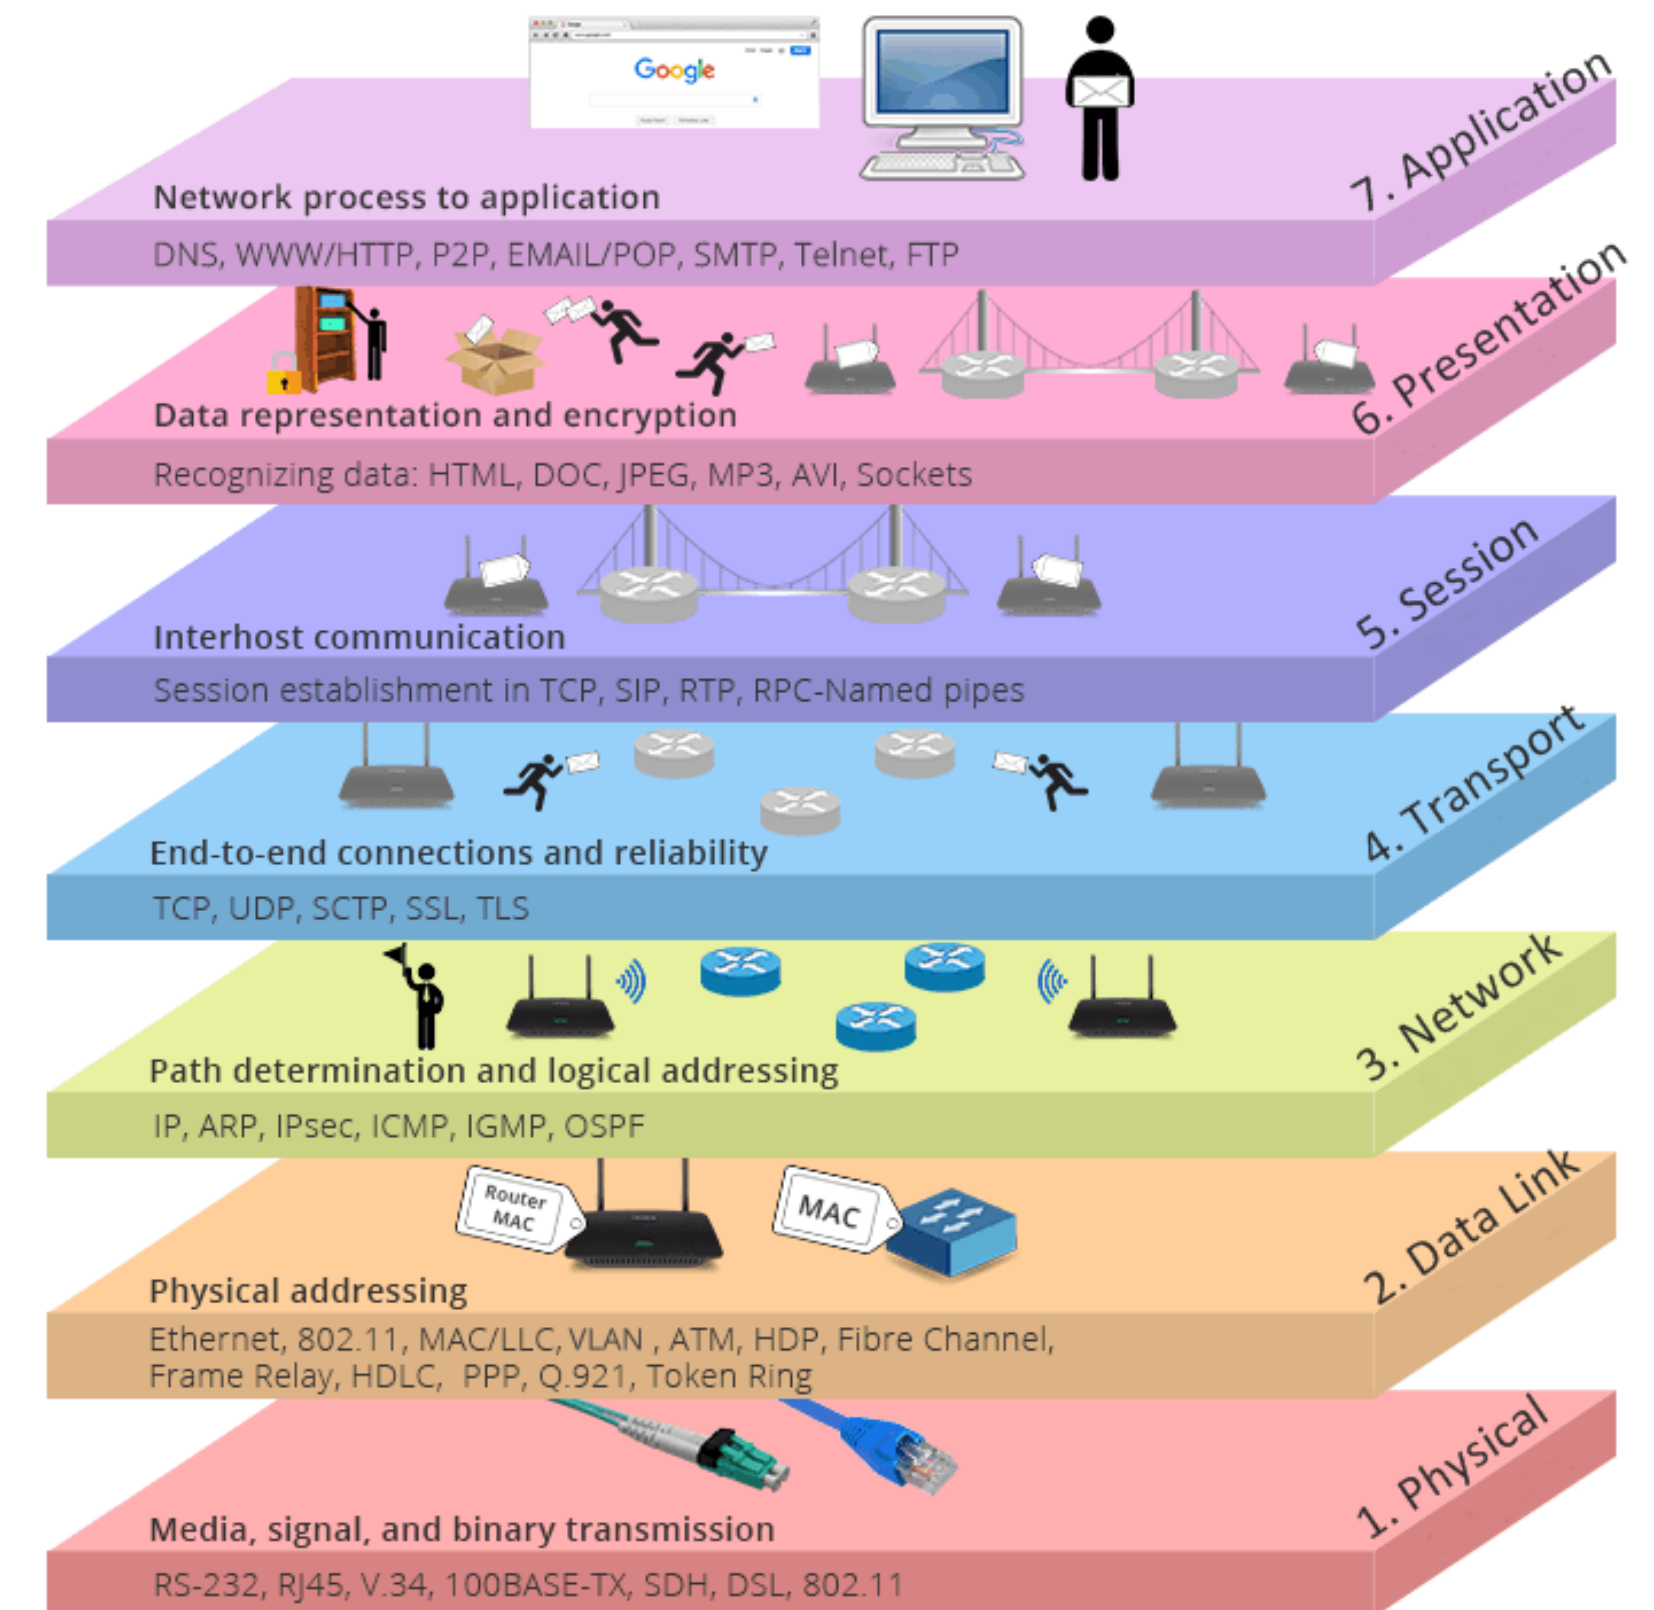 Google
7. Application
Network process to application
DNS, WWW/HTTP, P2P, EMAIL/POP, SMTP, Telnet, FTP
6. Presentation
Data representation and encryption
Recognizing data: HTML, DOC, JPEG, MP3, AVI, Sockets
5. Session
Interhost communication
Session establishment in TCP, SIP, RTP, RPC-Named pipes
4. Transport
End-to-end connections and reliability
TCP, UDP, SCTP, SSL, TLS
3. Network
Path determination and logical addressing
IP, ARP, IPsec, ICMP, IGMP, OSPF
2. Data Link
Router
MAC
MAC
Physical addressing
Ethernet, 802.11, MAC/LLC, VLAN , ATM, HDP, Fibre Channel,
Frame Relay, HDLC, PPP, Q.921, Token Ring
1. Physical
Media, signal, and binary transmission
RS-232, RJ45, V.34, 100BASE-TX, SDH, DSL, 802.11